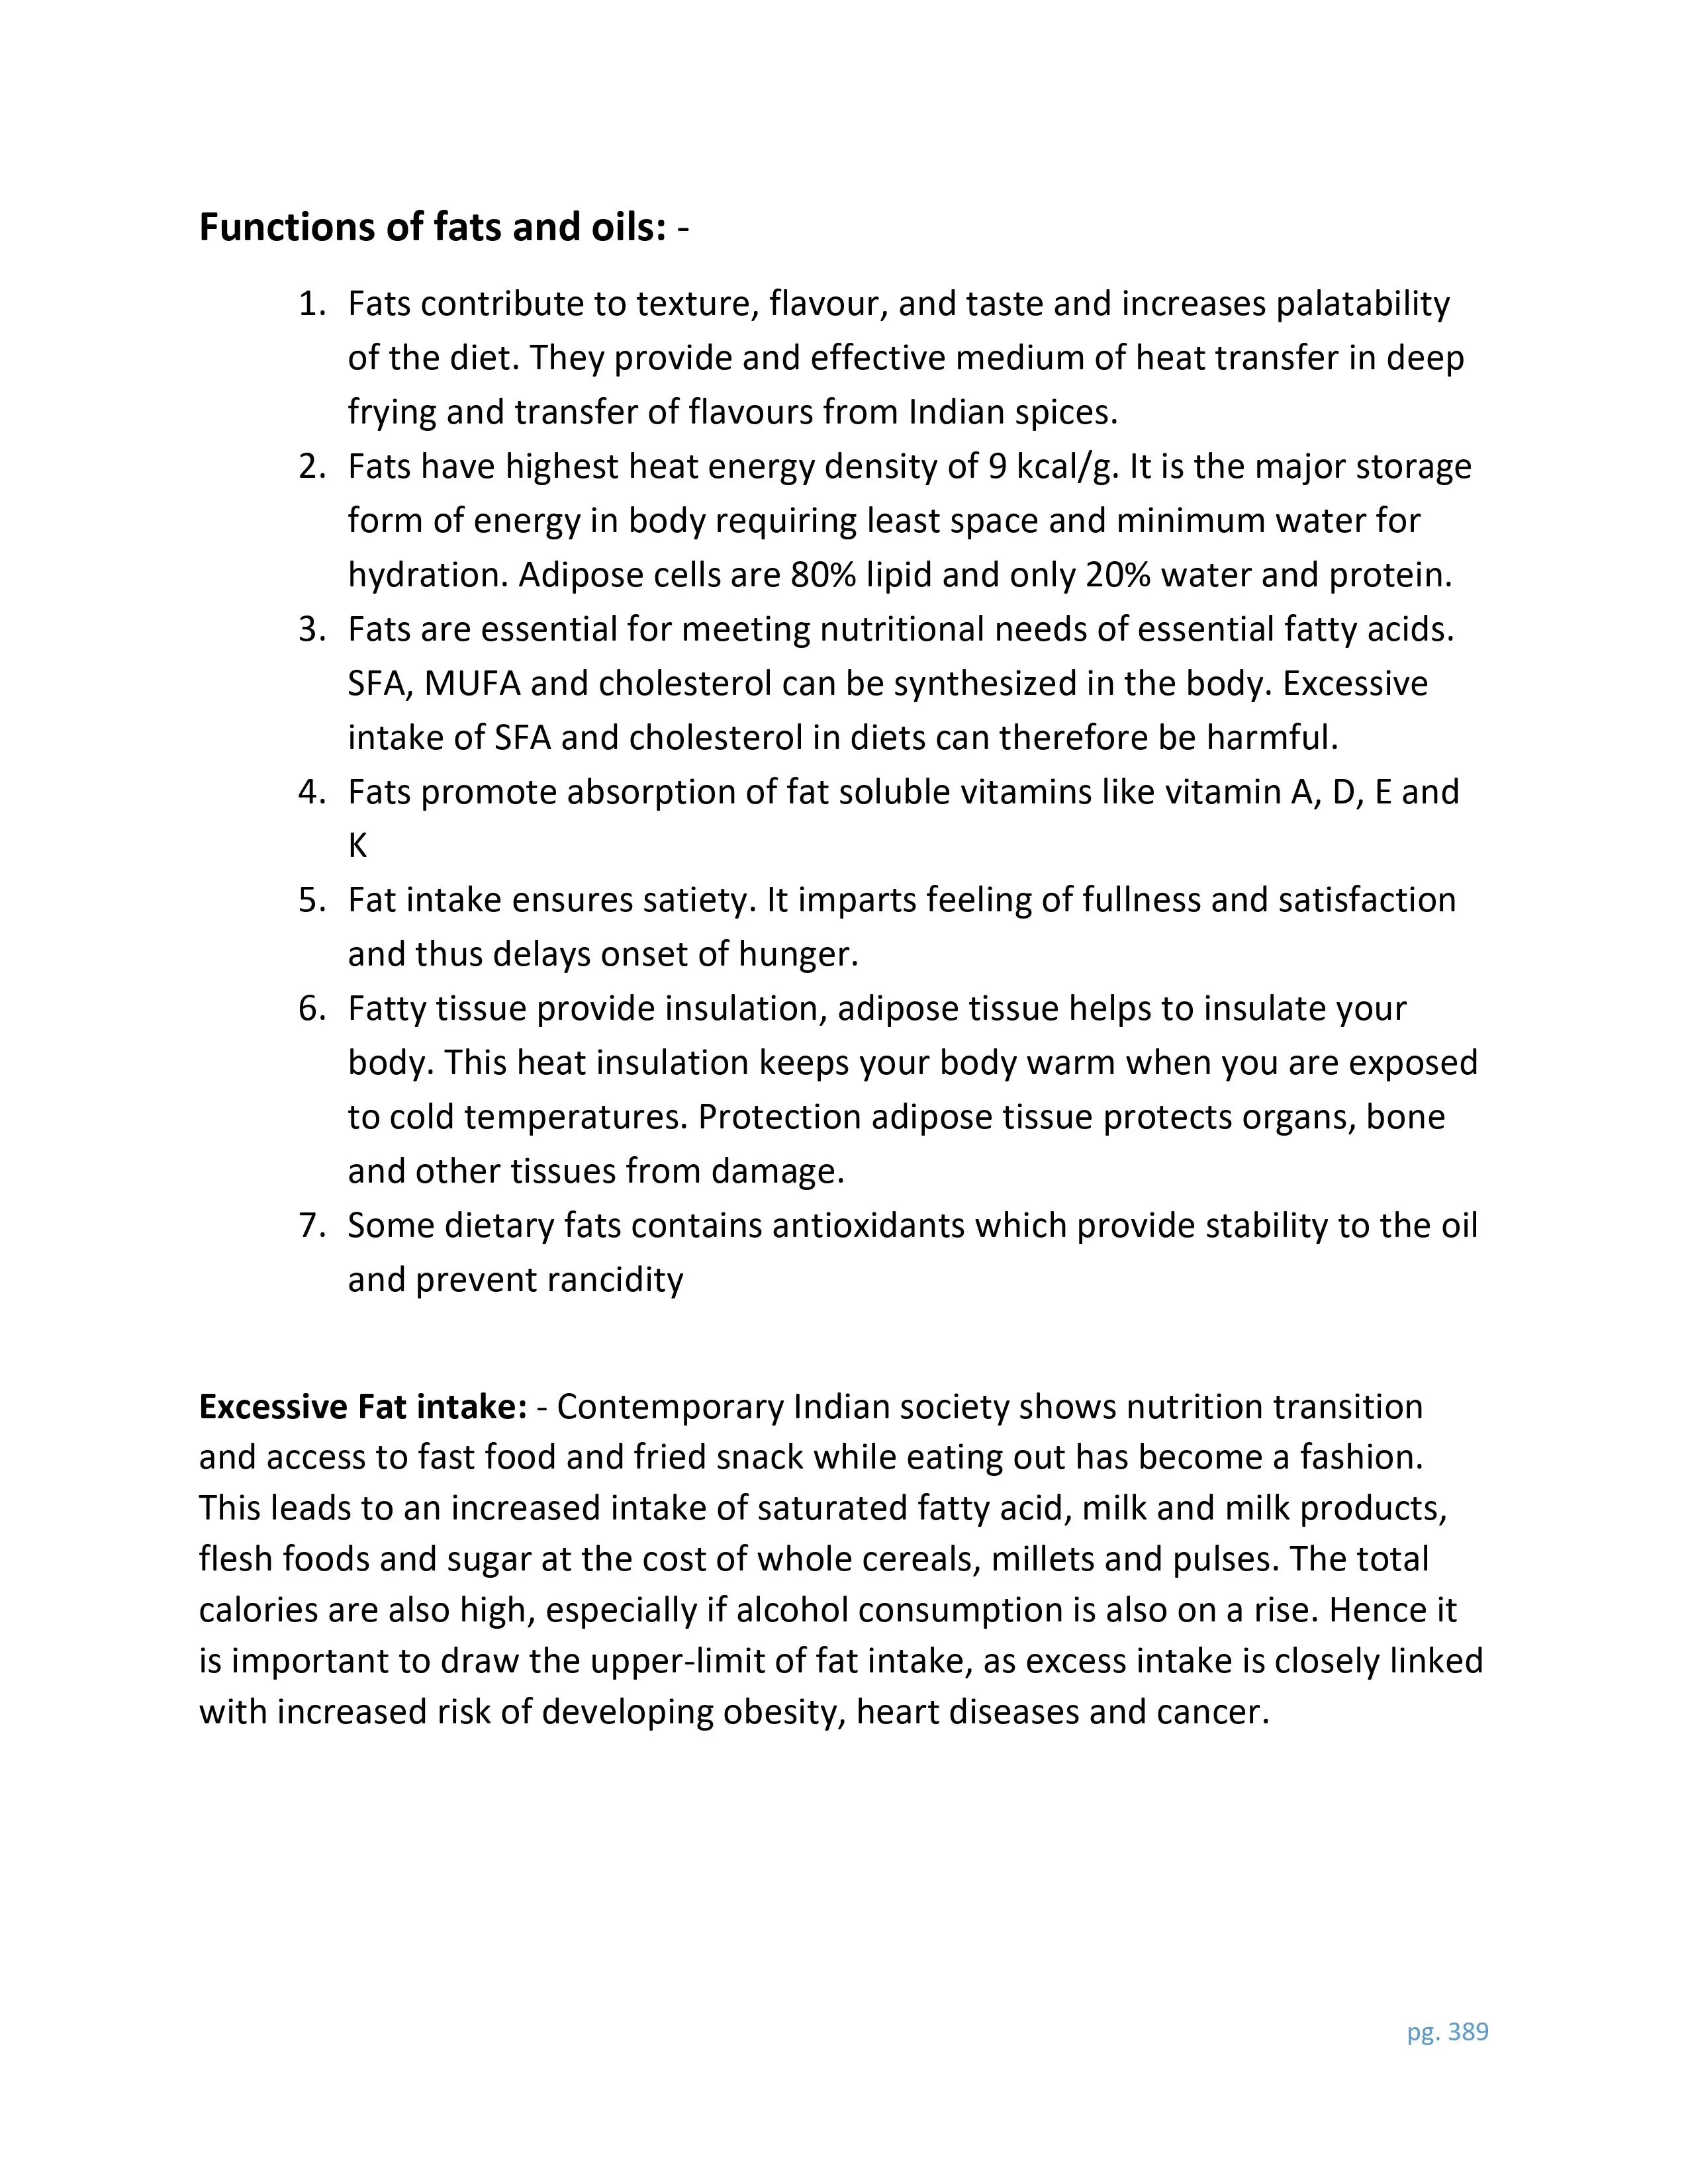 Functions of fats and oils: -
1. Fats contribute to texture, flavour, and taste and increases palatability
of the diet. They provide and effective medium of heat transfer in deep
frying and transfer of flavours from Indian spices.
2. Fats have highest heat energy density of 9 kcal/g. It is the major storage
form of energy in body requiring least space and minimum water for
hydration. Adipose cells are 80% lipid and only 20% water and protein.
3. Fats are essential for meeting nutritional needs of essential fatty acids.
SFA, MUFA and cholesterol can be synthesized in the body. Excessive
intake of SFA and cholesterol in diets can therefore be harmful.
4. Fats promote absorption of fat soluble vitamins like vitamin A, D, E and
K
5. Fat intake ensures satiety. It imparts feeling of fullness and satisfaction
and thus delays onset of hunger.
6. Fatty tissue provide insulation, adipose tissue helps to insulate your
body. This heat insulation keeps your body warm when you are exposed
to cold temperatures. Protection adipose tissue protects organs, bone
and other tissues from damage.
7. Some dietary fats contains antioxidants which provide stability to the oil
and prevent rancidity
Excessive Fat intake: - Contemporary Indian society shows nutrition transition
and access to fast food and fried snack while eating out has become a fashion.
This leads to an increased intake of saturated fatty acid, milk and milk products,
flesh foods and sugar at the cost of whole cereals, millets and pulses. The total
calories are also high, especially if alcohol consumption is also on a rise. Hence it
is important to draw the upper-limit of fat intake, as excess intake is closely linked
with increased risk of developing obesity, heart diseases and cancer.
pg. 389